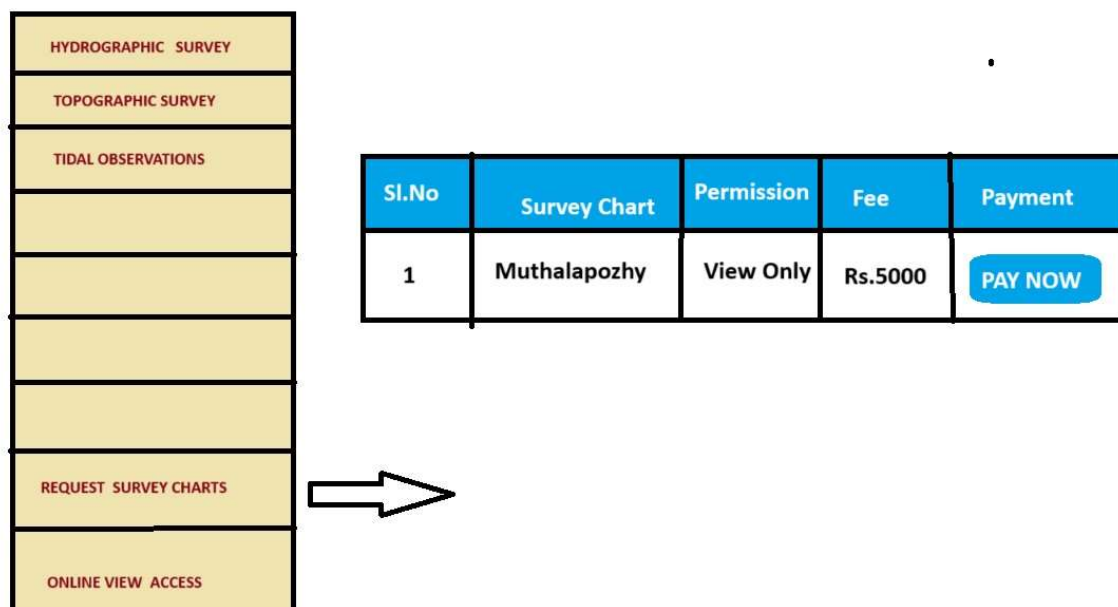 HYDROGRAPHIC SURVEY
TOPOGRAPHIC SURVEY
TIDAL OBSERVATIONS
REQUEST SURVEY CHARTS
ONLINE VIEW ACCESS
Sl.No Survey Chart Permission Fee Payment
1 Muthalapozhy View Only Rs.5000 PAY NOW